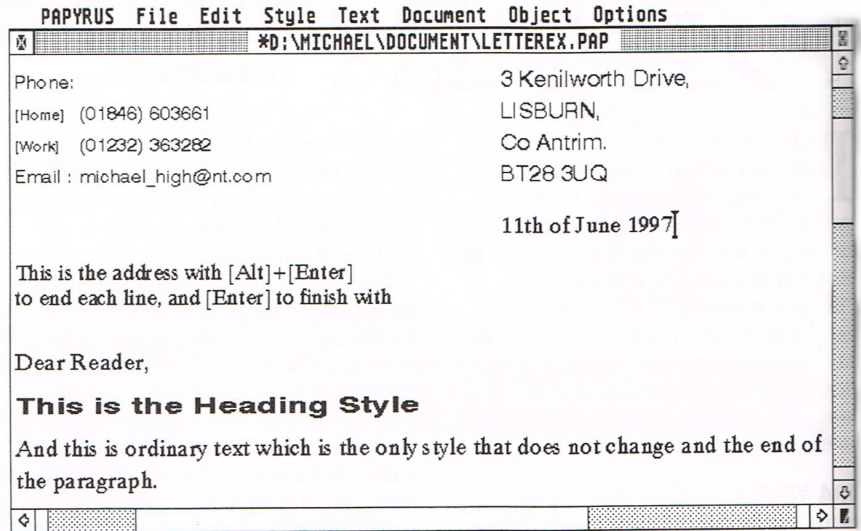 PAPYRUS File Edit Style Text Document Object Options
*D:\MICHAEL\DOCUMENT\LETTEREX.PAP
Phone:
[Home] (01846) 603661
[Work] (01232) 363282
Email : michael_high@nt.com
3 Kenilworth Drive,
LISBURN,
Co Antrim.
BT28 3UQ
11th of June 1997
This is the address with [Alt]+[Enter]
to end each line, and [Enter] to finish with
Dear Reader,
This is the Heading Style
And this is ordinary text which is the only style that does not change and the end of
the paragraph.